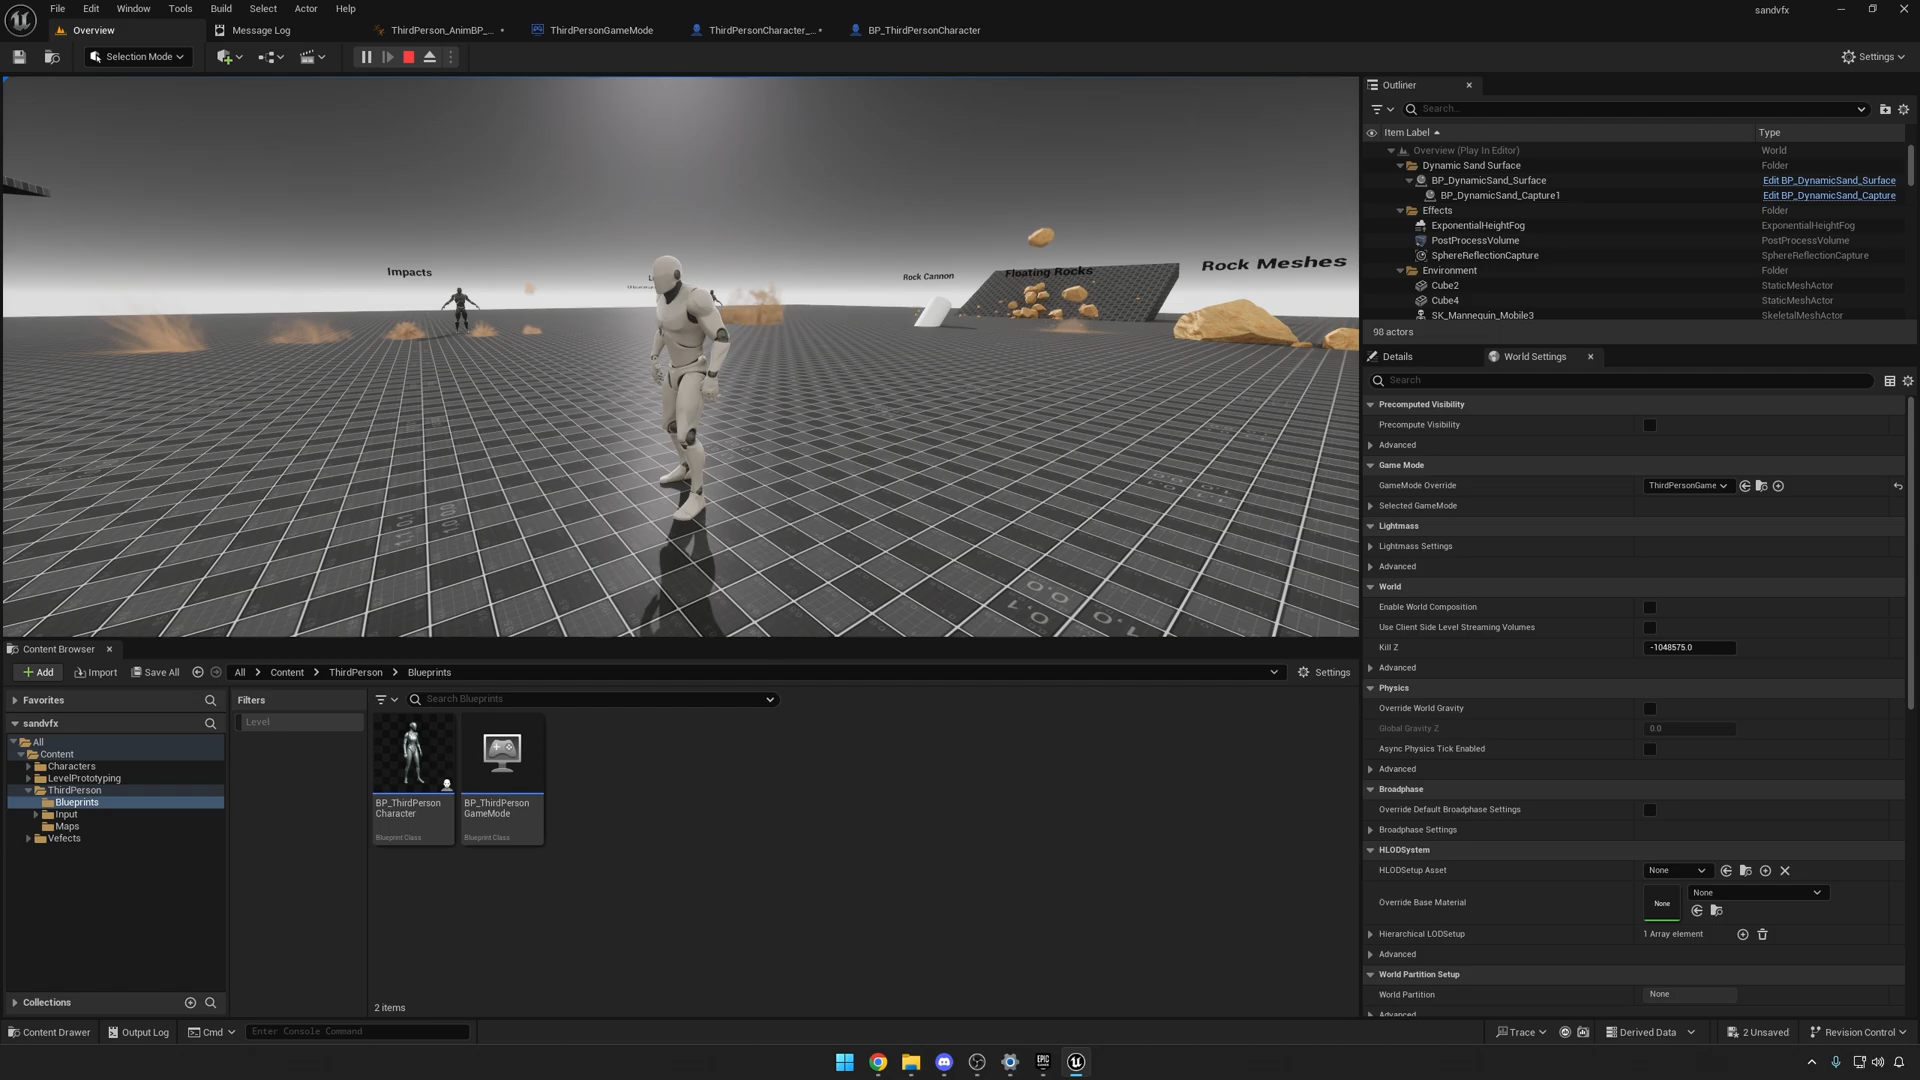 File Edit Window Tools Build Select Actor Help
sandvfx
Overview
Message Log
ThirdPerson_AnimBP_... •
ThirdPersonGameMode
ThirdPersonCharacter_... •
BP_ThirdPersonCharacter
Selection Mode
Settings
Impacts
Rock Cannon
Floating Rocks
Rock Meshes
Outliner
Search...
Item Label
Type
Overview (Play In Editor)
World
Dynamic Sand Surface
Folder
BP_DynamicSand_Surface
Edit BP_DynamicSand_Surface
BP_DynamicSand_Capture1
Edit BP_DynamicSand_Capture
Effects
Folder
ExponentialHeightFog
ExponentialHeightFog
PostProcessVolume
PostProcessVolume
SphereReflectionCapture
SphereReflectionCapture
Environment
Folder
Cube2
StaticMeshActor
Cube4
StaticMeshActor
SK_Mannequin_Mobile3
SkeletalMeshActor
98 actors
Details
World Settings
Search
Precomputed Visibility
Precompute Visibility
Advanced
Game Mode
GameMode Override
ThirdPersonGame
Selected GameMode
Lightmass
Lightmass Settings
Advanced
World
Enable World Composition
Use Client Side Level Streaming Volumes
Kill Z
-1048575.0
Advanced
Physics
Override World Gravity
Global Gravity Z
0.0
Async Physics Tick Enabled
Advanced
Broadphase
Override Default Broadphase Settings
Broadphase Settings
HLODSystem
HLODSetup Asset
None
Override Base Material
None
None
Hierarchical LODSetup
1 Array element
Advanced
World Partition Setup
World Partition
None
Advanced
Content Browser
Add
Import
Save All
All > Content > ThirdPerson > Blueprints
Settings
Favorites
sandvfx
All
Content
Characters
LevelPrototyping
ThirdPerson
Blueprints
Input
Maps
Vefects
Collections
Filters
Level
Search Blueprints
BP_ThirdPerson
Character
Blueprint Class
BP_ThirdPerson
GameMode
Blueprint Class
2 items
Content Drawer
Output Log
Cmd
Enter Console Command
Trace
Derived Data
2 Unsaved
Revision Control
EPIC